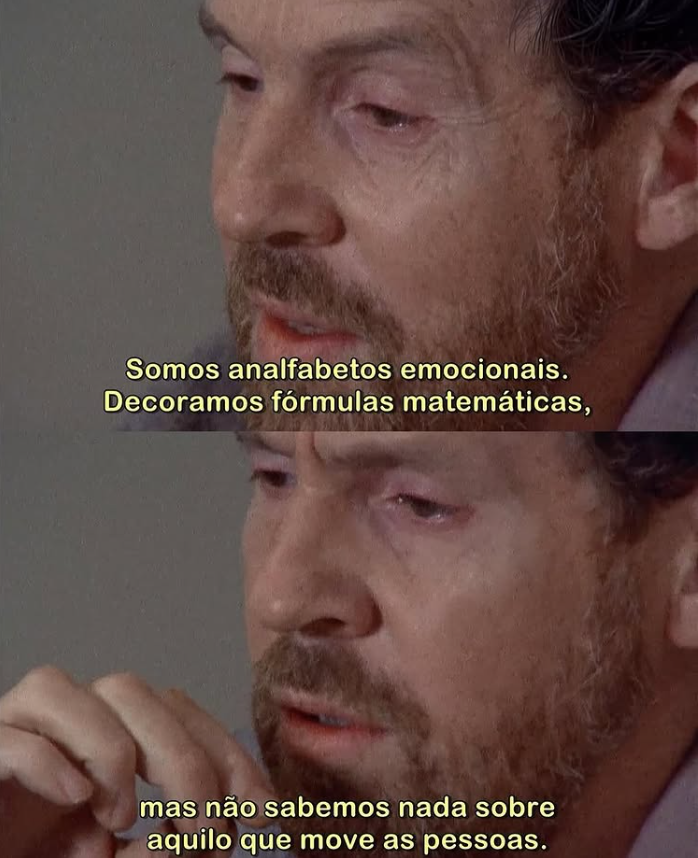 Somos analfabetos emocionais.
Decoramos fórmulas matemáticas,
mas não sabemos nada sobre
aquilo que move as pessoas.